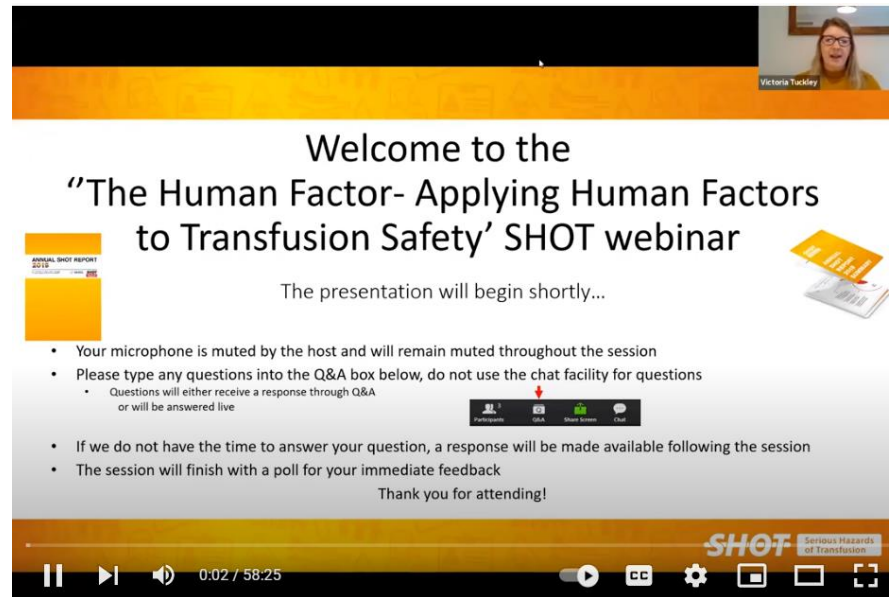 Victoria Tuckley
Welcome to the
‘’The Human Factor- Applying Human Factors
to Transfusion Safety’ SHOT webinar
ANNUAL SHOT REPORT
2019
The presentation will begin shortly...
• Your microphone is muted by the host and will remain muted throughout the session
• Please type any questions into the Q&A box below, do not use the chat facility for questions
• Questions will either receive a response through Q&A
or will be answered live
3
Participants Q&A Share Screen Chat
• If we do not have the time to answer your question, a response will be made available following the session
• The session will finish with a poll for your immediate feedback
Thank you for attending!
SHOT Serious Hazards
of Transfusion
0:02 / 58:25
CC